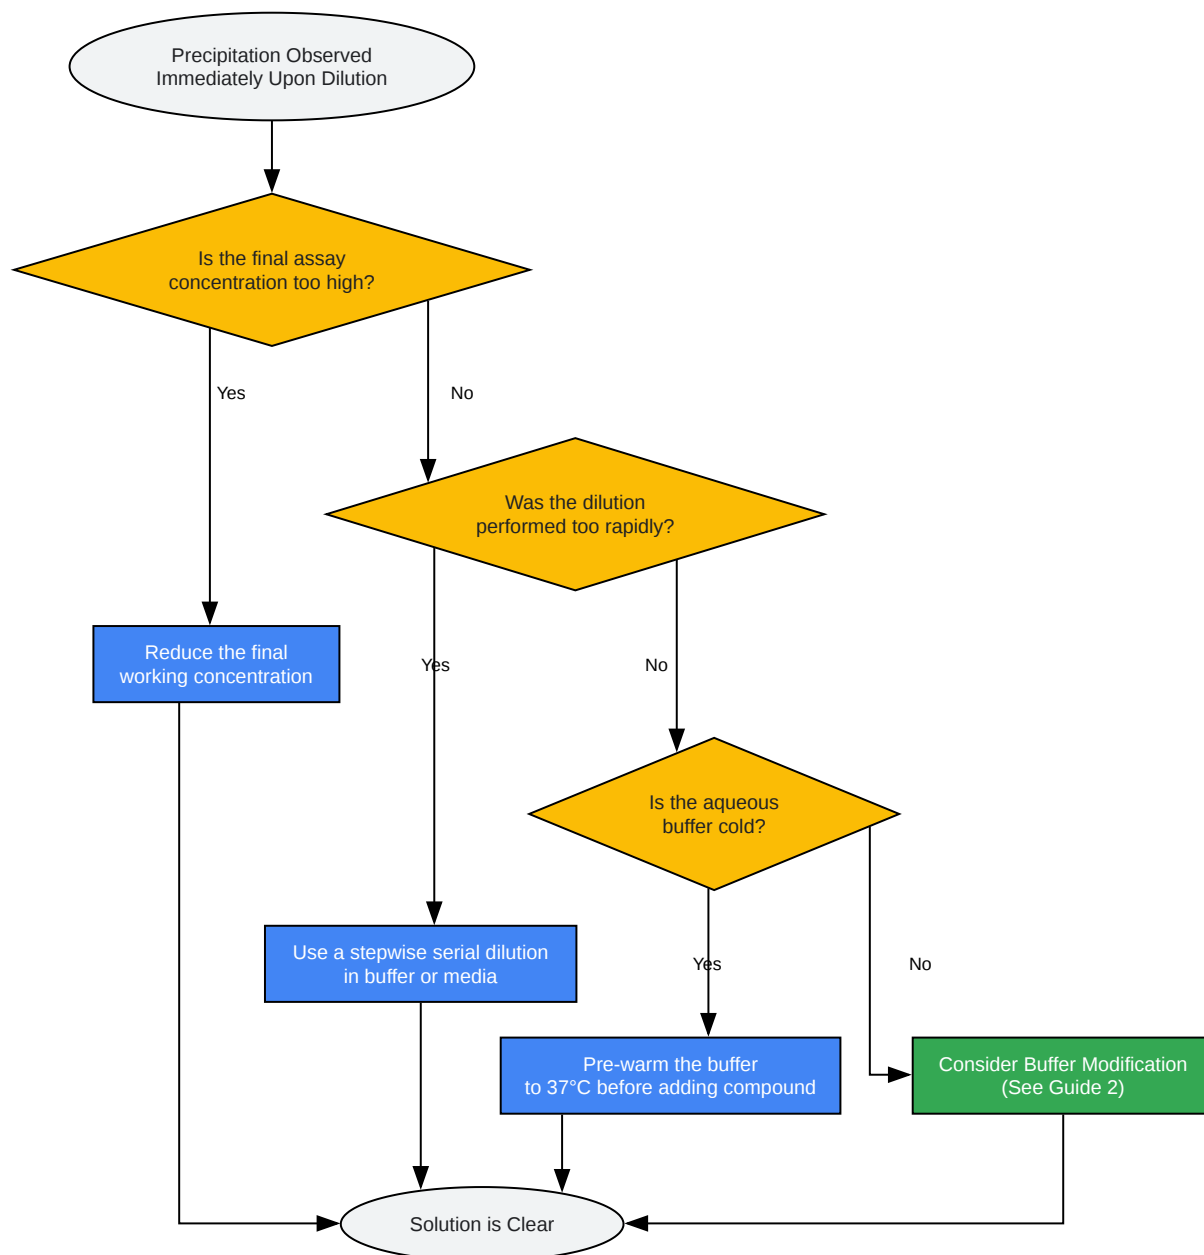 Precipitation Observed
Immediately Upon Dilution
Is the final assay
concentration too high?
Yes
No
Was the dilution
performed too rapidly?
Reduce the final
working concentration
Yes
No
Is the aqueous
buffer cold?
Use a stepwise serial dilution
in buffer or media
Yes
No
Pre-warm the buffer
to 37°C before adding compound
Consider Buffer Modification
(See Guide 2)
Solution is Clear